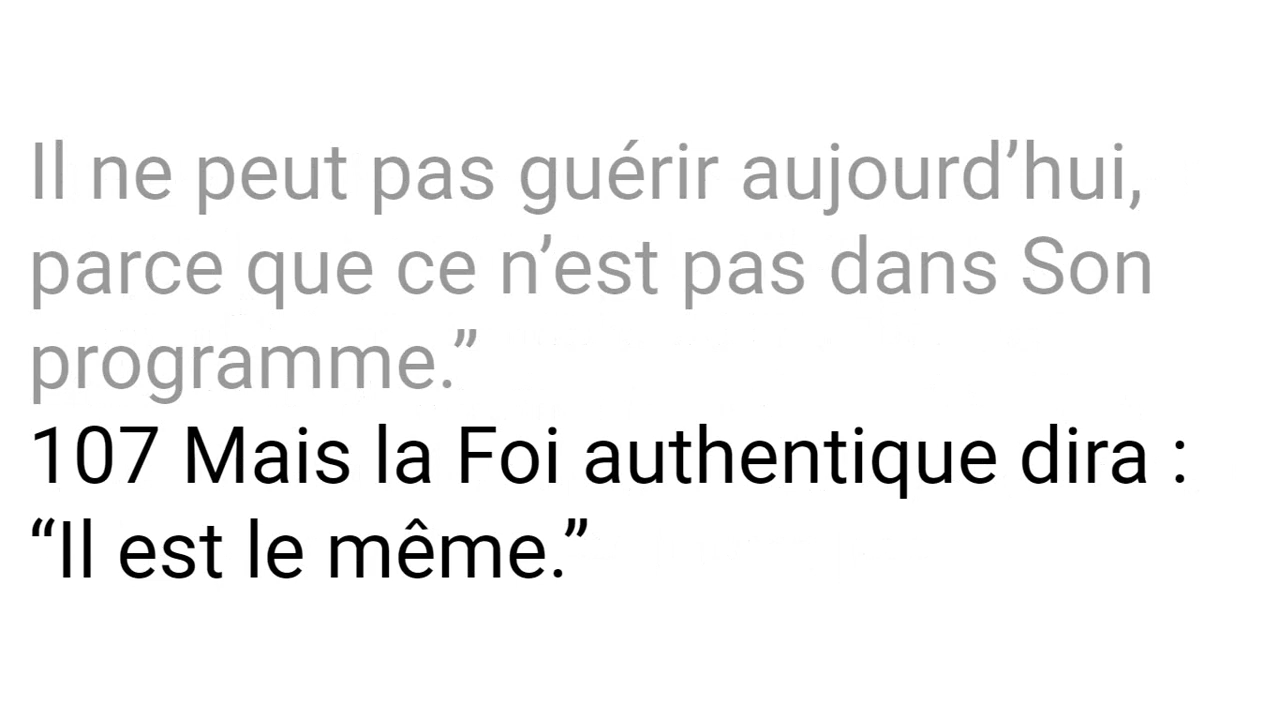 Il ne peut pas guérir aujourd’hui,
parce que ce n’est pas dans Son
programme.”
107 Mais la Foi authentique dira :
“Il est le même.”